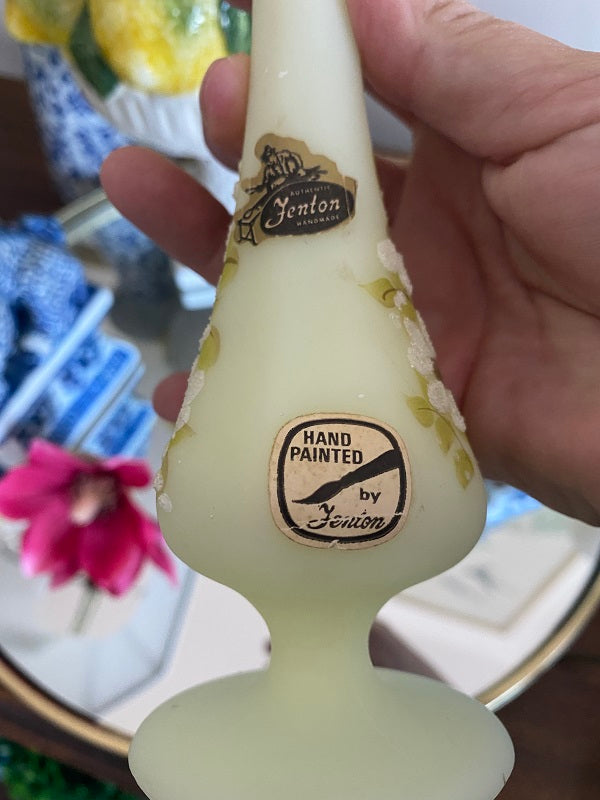 AUTHENTIC
Fenton
HANDMADE
HAND
PAINTED
by
Fenton